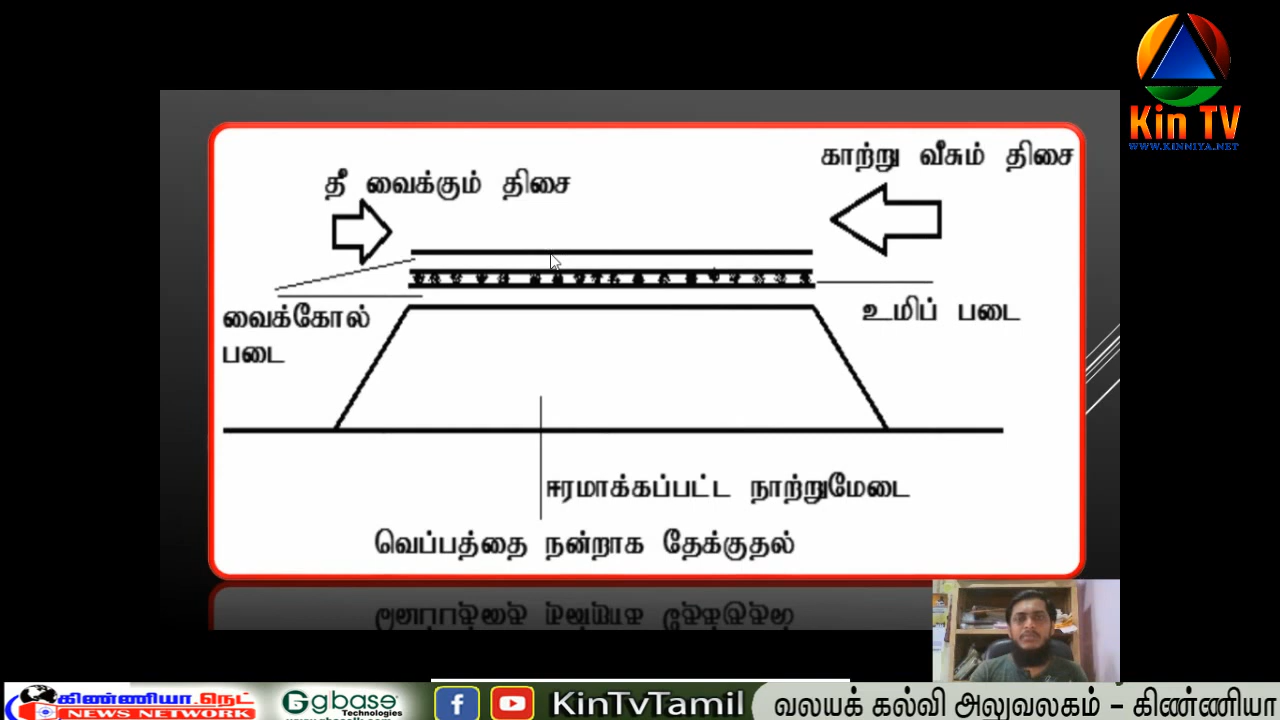 Kin TV
WWW.KINNIYA.NET
காற்று வீசும் திசை
தீ வைக்கும் திசை
வைக்கோல்
படை
உமிப் படை
ஈரமாக்கப்பட்ட நாற்றுமேடை
வெப்பத்தை நன்றாக தேக்குதல்
கிண்ணியா.நெட்
NEWS NETWORK
gbase
Technologies
KinTvTamil
வலயக் கல்வி அலுவலகம் - கிண்ணியா